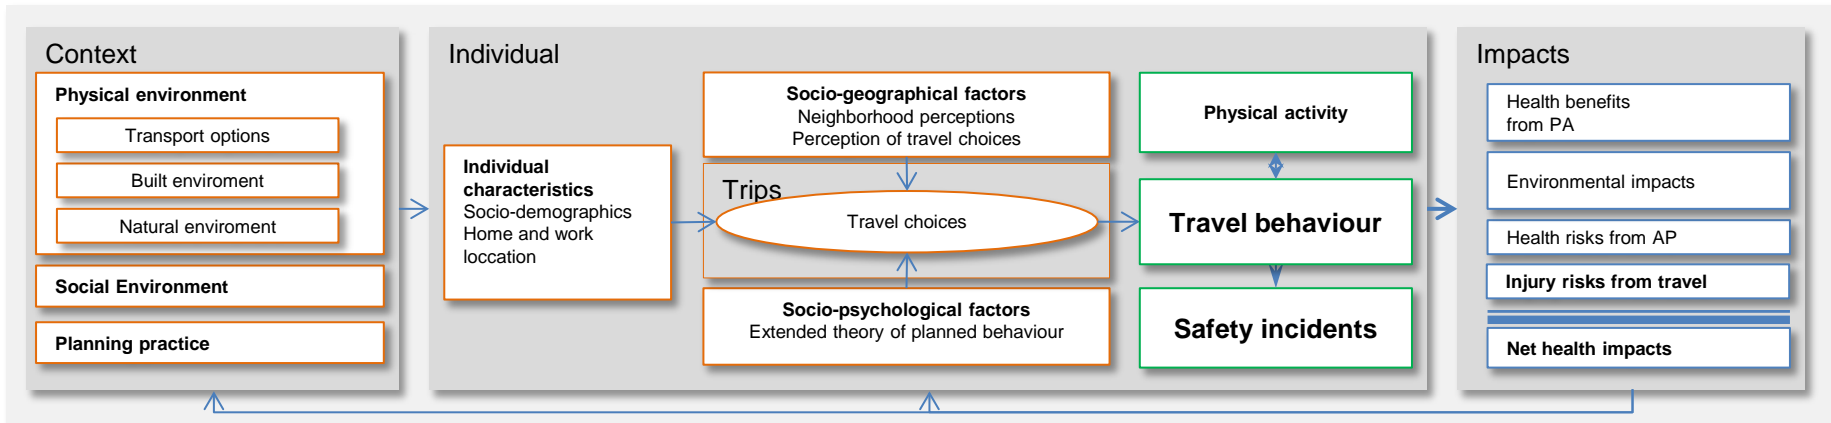 Context
Physical environment
Transport options
Built enviroment
Natural enviroment
Social Environment
Planning practice
Individual
Individual
characteristics
Socio-demographics
Home and work
loccation
Socio-geographical factors
Neighborhood perceptions
Perception of travel choices
Trips
Travel choices
Socio-psychological factors
Extended theory of planned behaviour
Physical activity
Travel behaviour
Safety incidents
Impacts
Health benefits
from PA
Environmental impacts
Health risks from AP
Injury risks from travel
Net health impacts